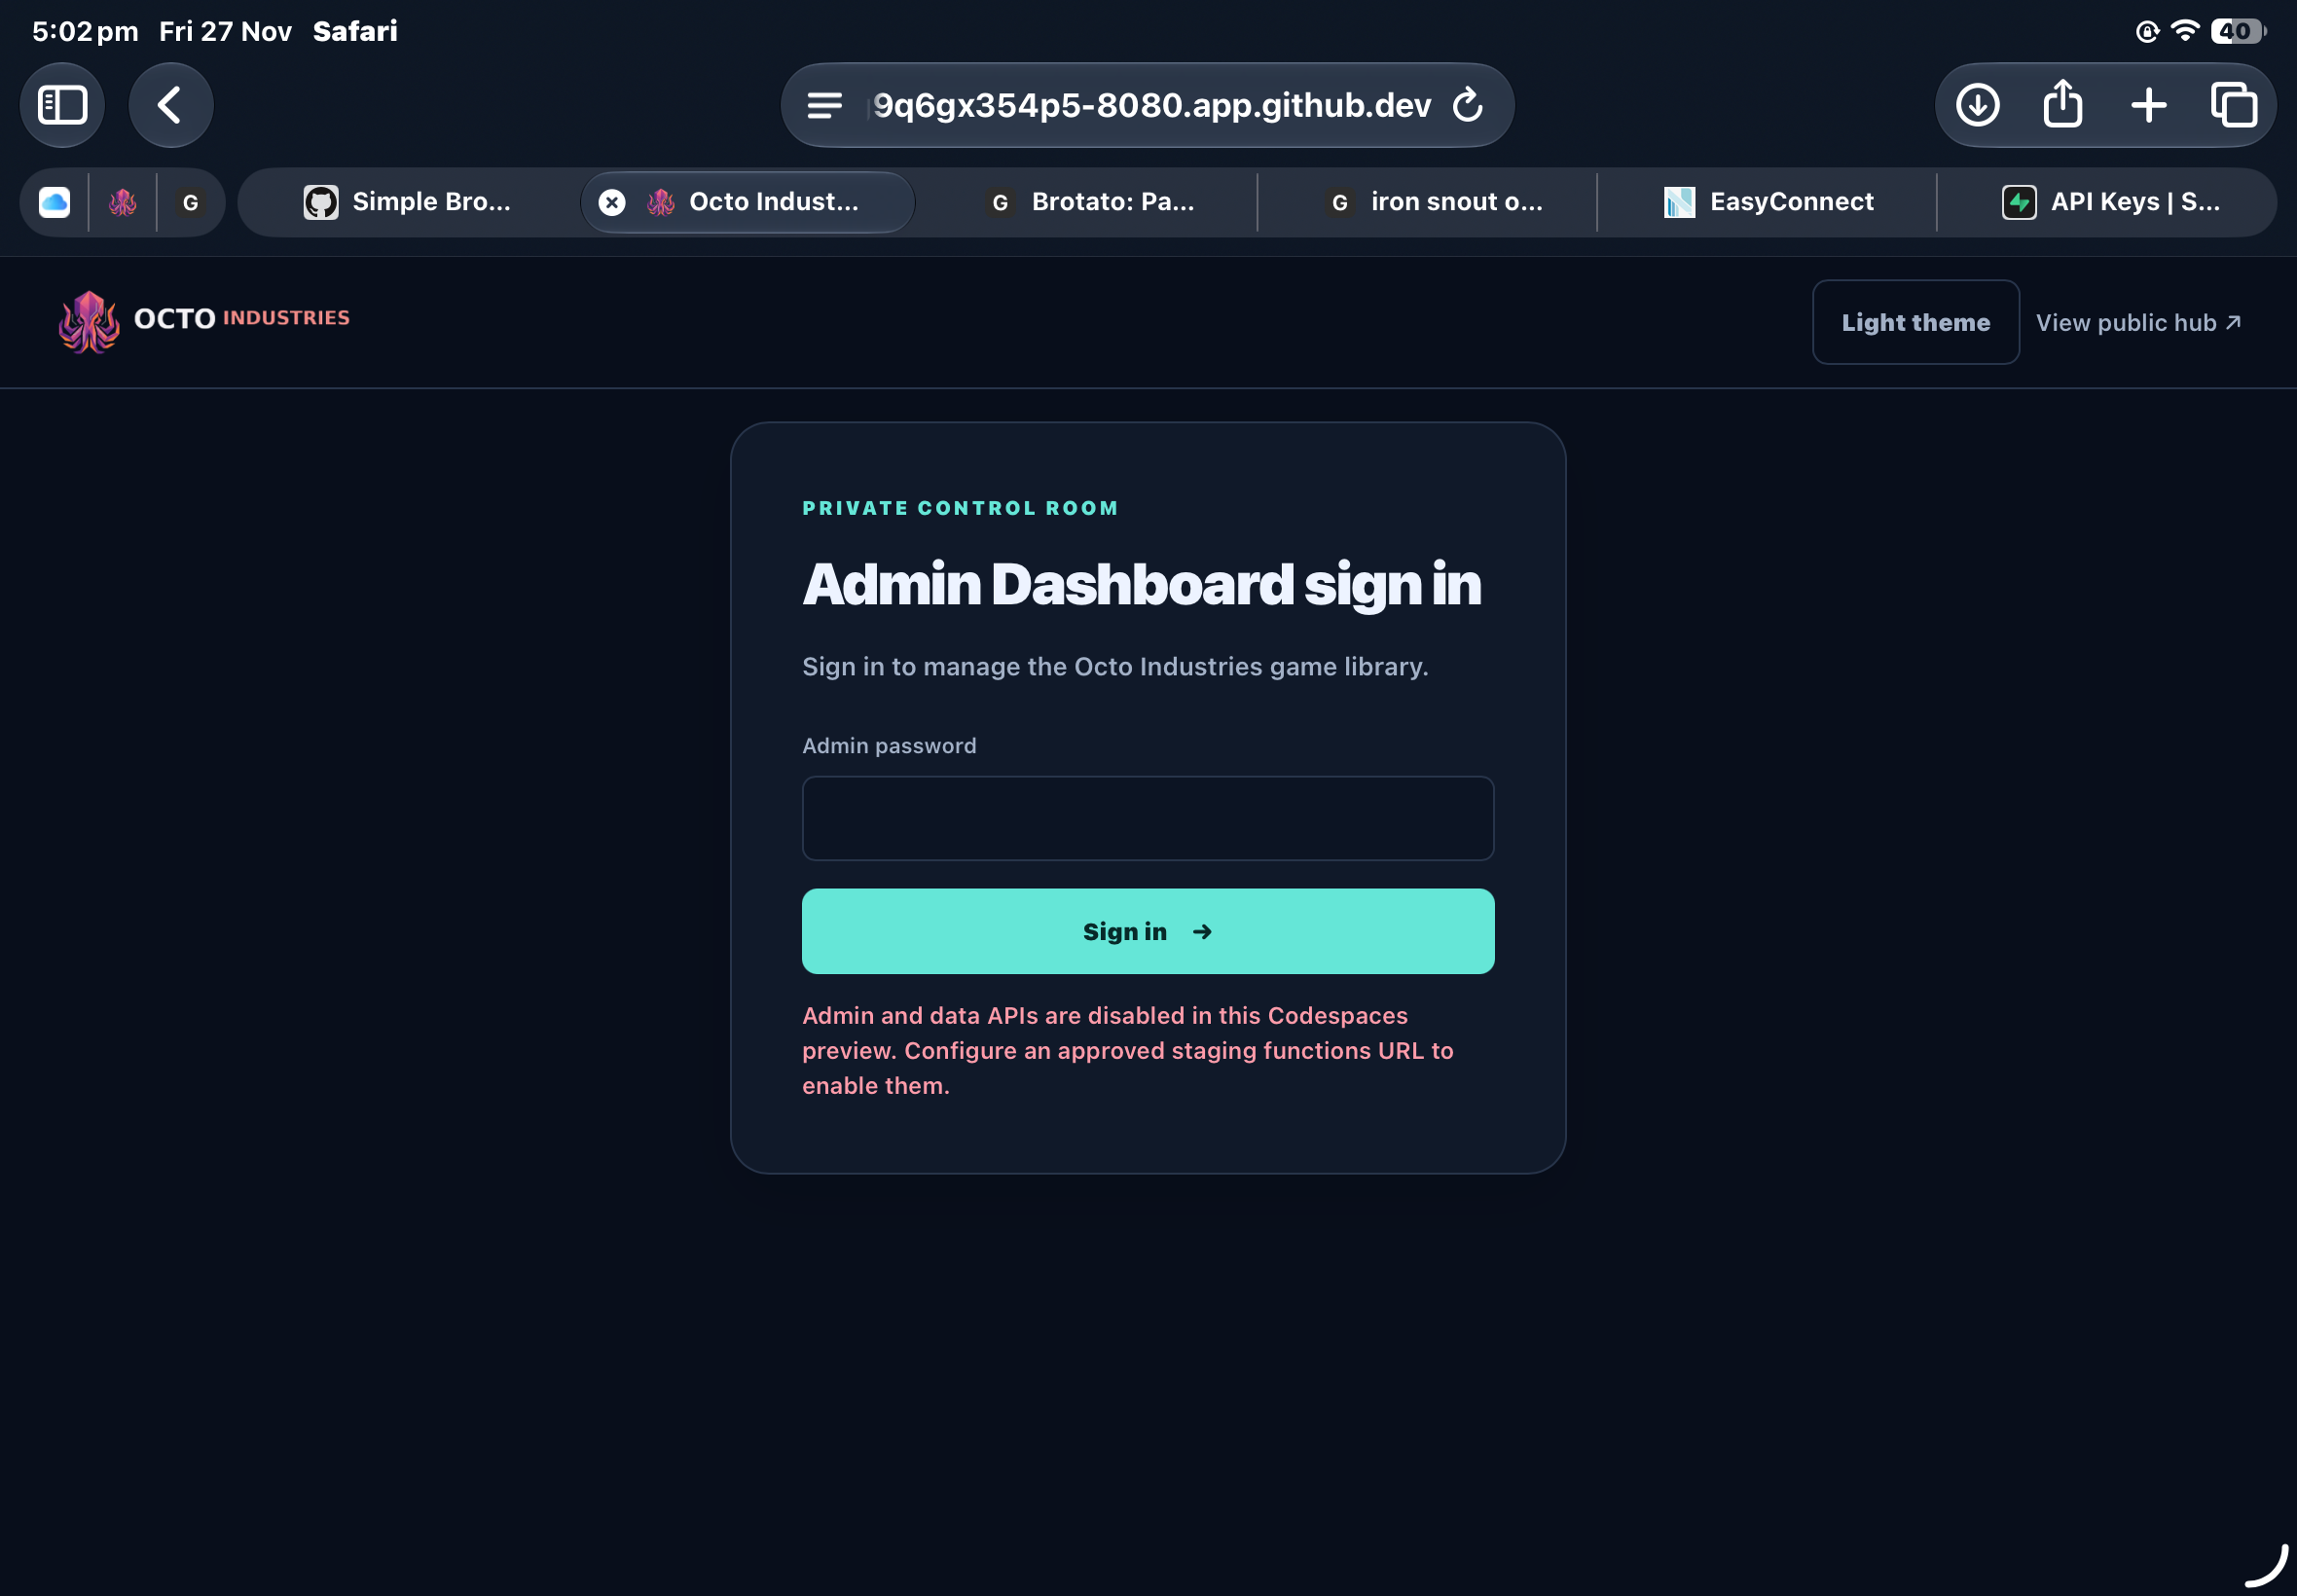 5:02 pm Fri 27 Nov Safari
40
9q6gx354p5-8080.app.github.dev
G
Simple Bro...
Octo Indust...
G Brotato: Pa...
G iron snout o...
EasyConnect
API Keys | S...
OCTO INDUSTRIES
Light theme
View public hub ↗
PRIVATE CONTROL ROOM
Admin Dashboard sign in
Sign in to manage the Octo Industries game library.
Admin password
Sign in →
Admin and data APIs are disabled in this Codespaces
preview. Configure an approved staging functions URL to
enable them.